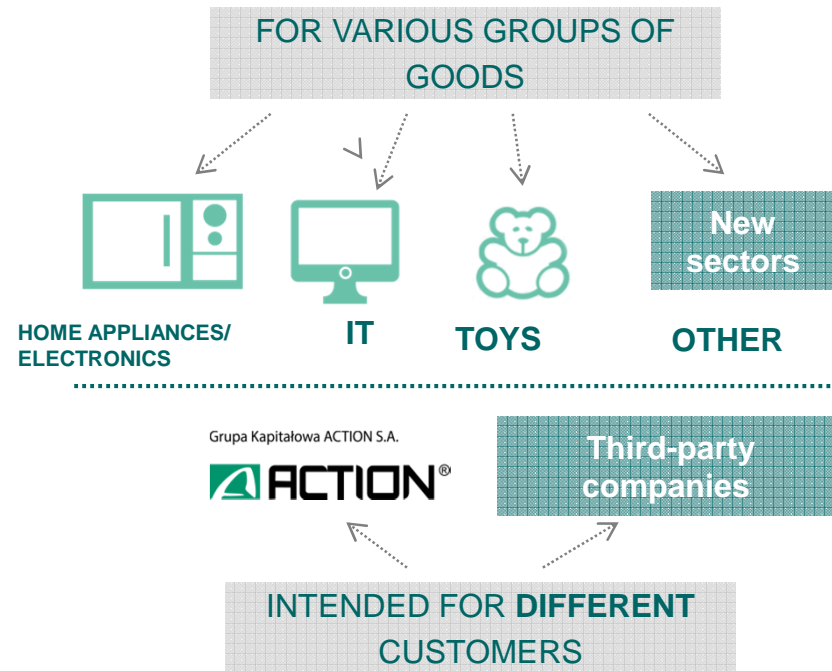 FOR VARIOUS GROUPS OF
GOODS
New
sectors
HOME APPLIANCES/
ELECTRONICS
IT
TOYS
OTHER
Grupa Kapitałowa ACTION S.A.
ACTION®
Third-party
companies
INTENDED FOR DIFFERENT
CUSTOMERS